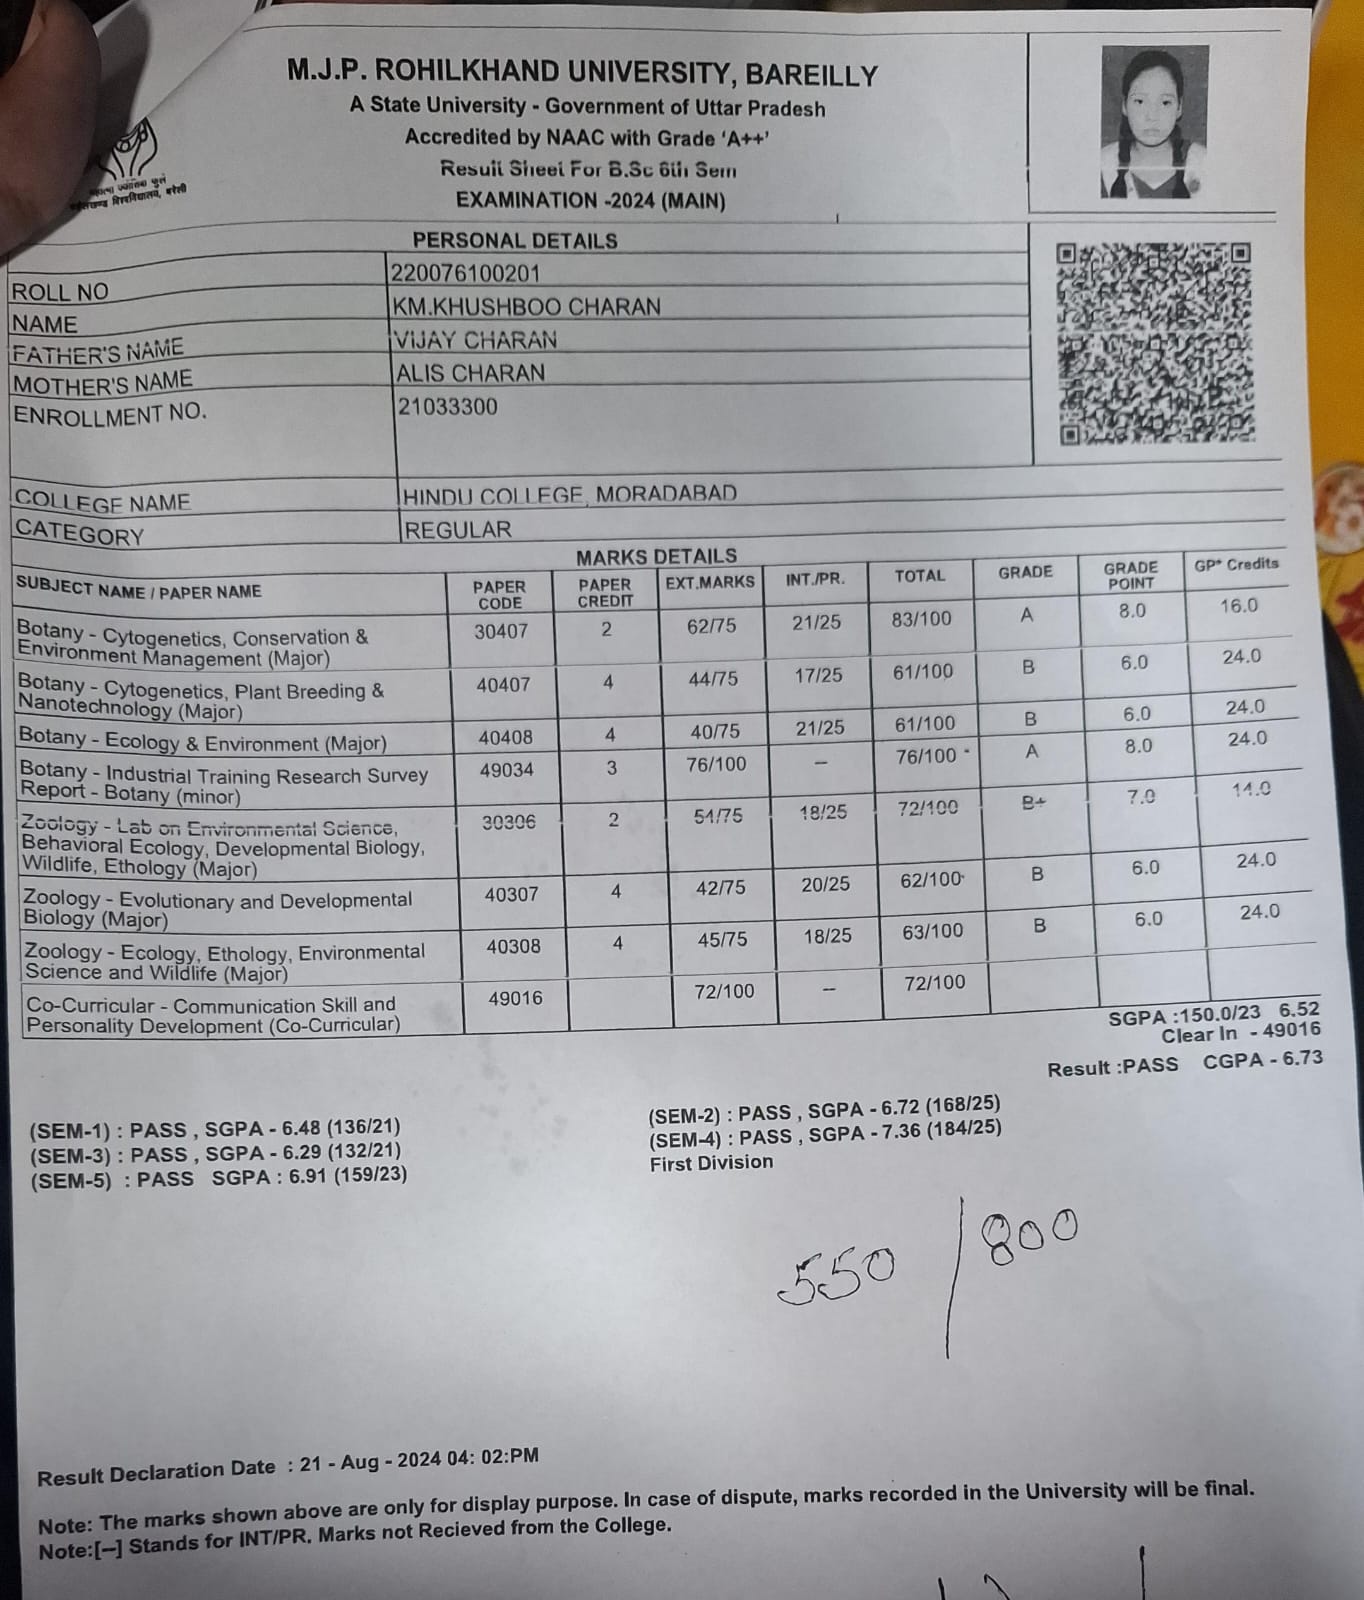 M.J.P. ROHILKHAND UNIVERSITY, BAREILLY
A State University - Government of Uttar Pradesh
Accredited by NAAC with Grade ‘A++’
Result Sheet For B.Sc 6th Sem
EXAMINATION -2024 (MAIN)
महात्मा ज्योतिबा फुले
रुहेलखण्ड विश्वविद्यालय, बरेली
PERSONAL DETAILS
ROLL NO 220076100201
NAME KM.KHUSHBOO CHARAN
FATHER'S NAME VIJAY CHARAN
MOTHER'S NAME ALIS CHARAN
ENROLLMENT NO. 21033300
COLLEGE NAME HINDU COLLEGE, MORADABAD
CATEGORY REGULAR
MARKS DETAILS
SUBJECT NAME / PAPER NAME PAPER CODE PAPER CREDIT EXT.MARKS INT./PR. TOTAL GRADE GRADE POINT GP* Credits
Botany - Cytogenetics, Conservation & 30407 2 62/75 21/25 83/100 A 8.0 16.0
Environment Management (Major)
Botany - Cytogenetics, Plant Breeding & 40407 4 44/75 17/25 61/100 B 6.0 24.0
Nanotechnology (Major)
Botany - Ecology & Environment (Major) 40408 4 40/75 21/25 61/100 B 6.0 24.0
Botany - Industrial Training Research Survey 49034 3 76/100 -- 76/100 A 8.0 24.0
Report - Botany (minor)
Zoology - Lab on Environmental Science, 30306 2 54/75 18/25 72/100 B+ 7.0 14.0
Behavioral Ecology, Developmental Biology,
Wildlife, Ethology (Major)
Zoology - Evolutionary and Developmental 40307 4 42/75 20/25 62/100 B 6.0 24.0
Biology (Major)
Zoology - Ecology, Ethology, Environmental 40308 4 45/75 18/25 63/100 B 6.0 24.0
Science and Wildlife (Major)
Co-Curricular - Communication Skill and 49016 72/100 -- 72/100
Personality Development (Co-Curricular)
SGPA :150.0/23 6.52
Clear In - 49016
Result :PASS CGPA - 6.73
(SEM-1) : PASS , SGPA - 6.48 (136/21) (SEM-2) : PASS , SGPA - 6.72 (168/25)
(SEM-3) : PASS , SGPA - 6.29 (132/21) (SEM-4) : PASS , SGPA - 7.36 (184/25)
(SEM-5) : PASS SGPA : 6.91 (159/23) First Division
550 / 800
Result Declaration Date : 21 - Aug - 2024 04: 02:PM
Note: The marks shown above are only for display purpose. In case of dispute, marks recorded in the University will be final.
Note:[--] Stands for INT/PR. Marks not Recieved from the College.